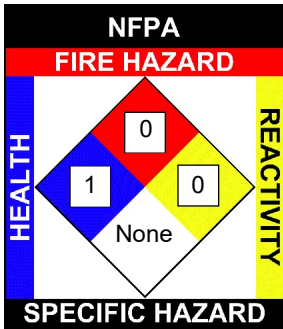 NFPA
FIRE HAZARD
HEALTH
0
1
0
REACTIVITY
None
SPECIFIC HAZARD